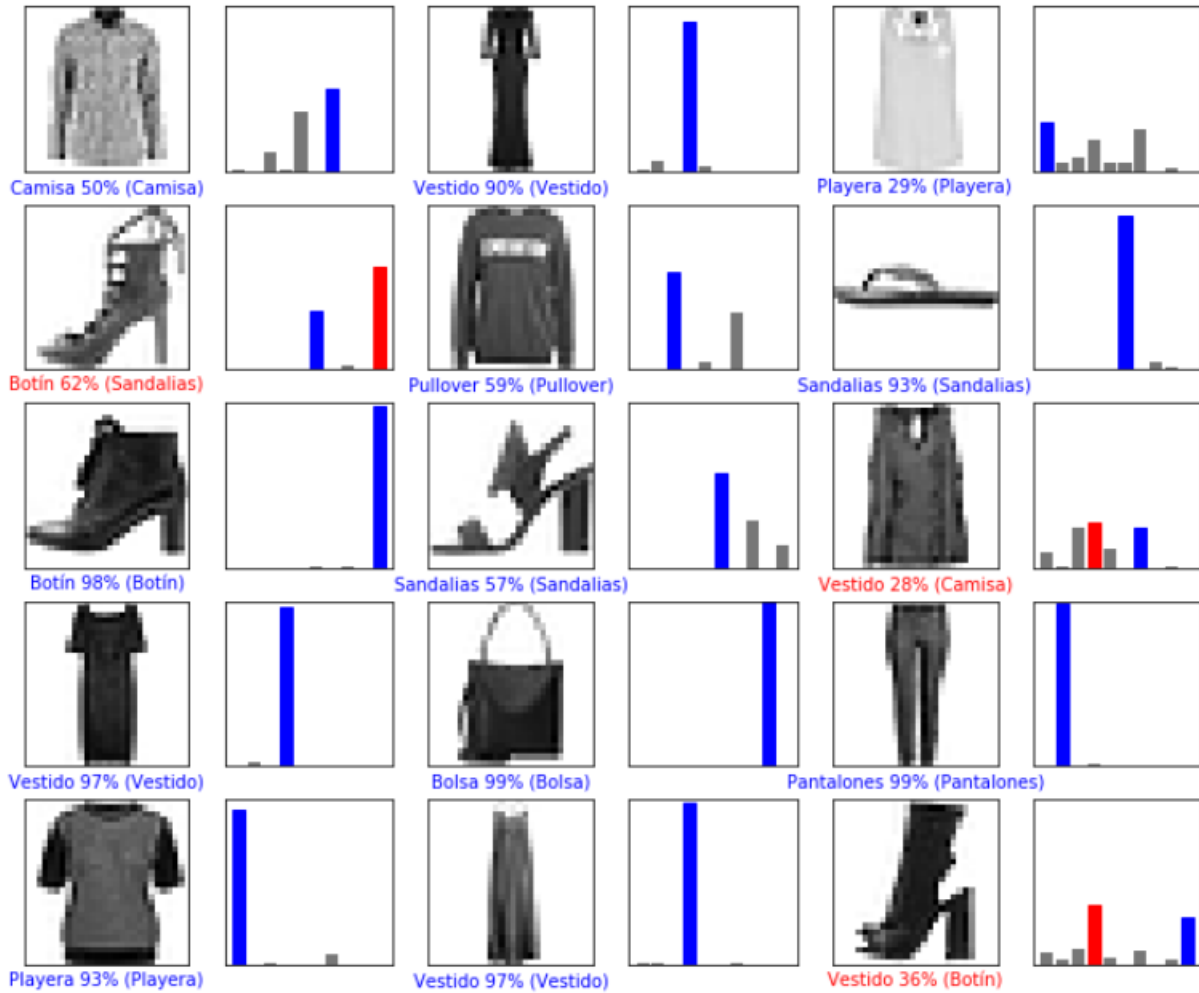 Camisa 50% (Camisa)
Vestido 90% (Vestido)
Playera 29% (Playera)
Botín 62% (Sandalias)
Pullover 59% (Pullover)
Sandalias 93% (Sandalias)
Botín 98% (Botín)
Sandalias 57% (Sandalias)
Vestido 28% (Camisa)
Vestido 97% (Vestido)
Bolsa 99% (Bolsa)
Pantalones 99% (Pantalones)
Playera 93% (Playera)
Vestido 97% (Vestido)
Vestido 36% (Botín)